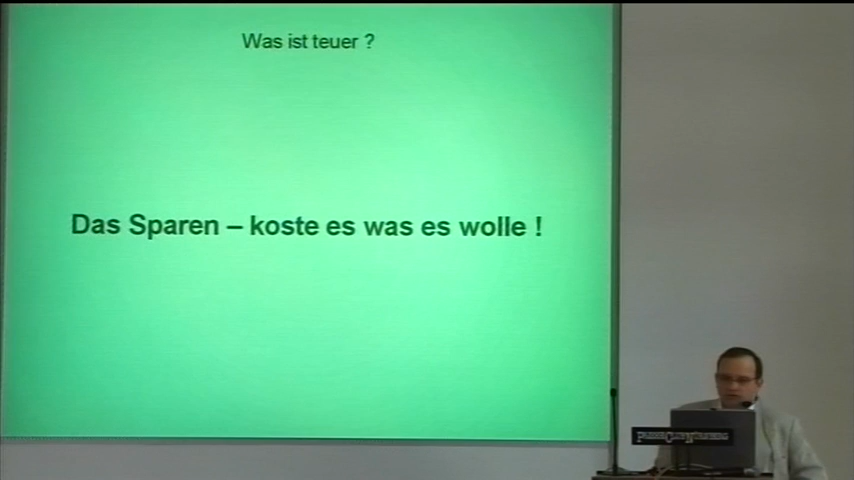 Was ist teuer ?
Das Sparen – koste es was es wolle !